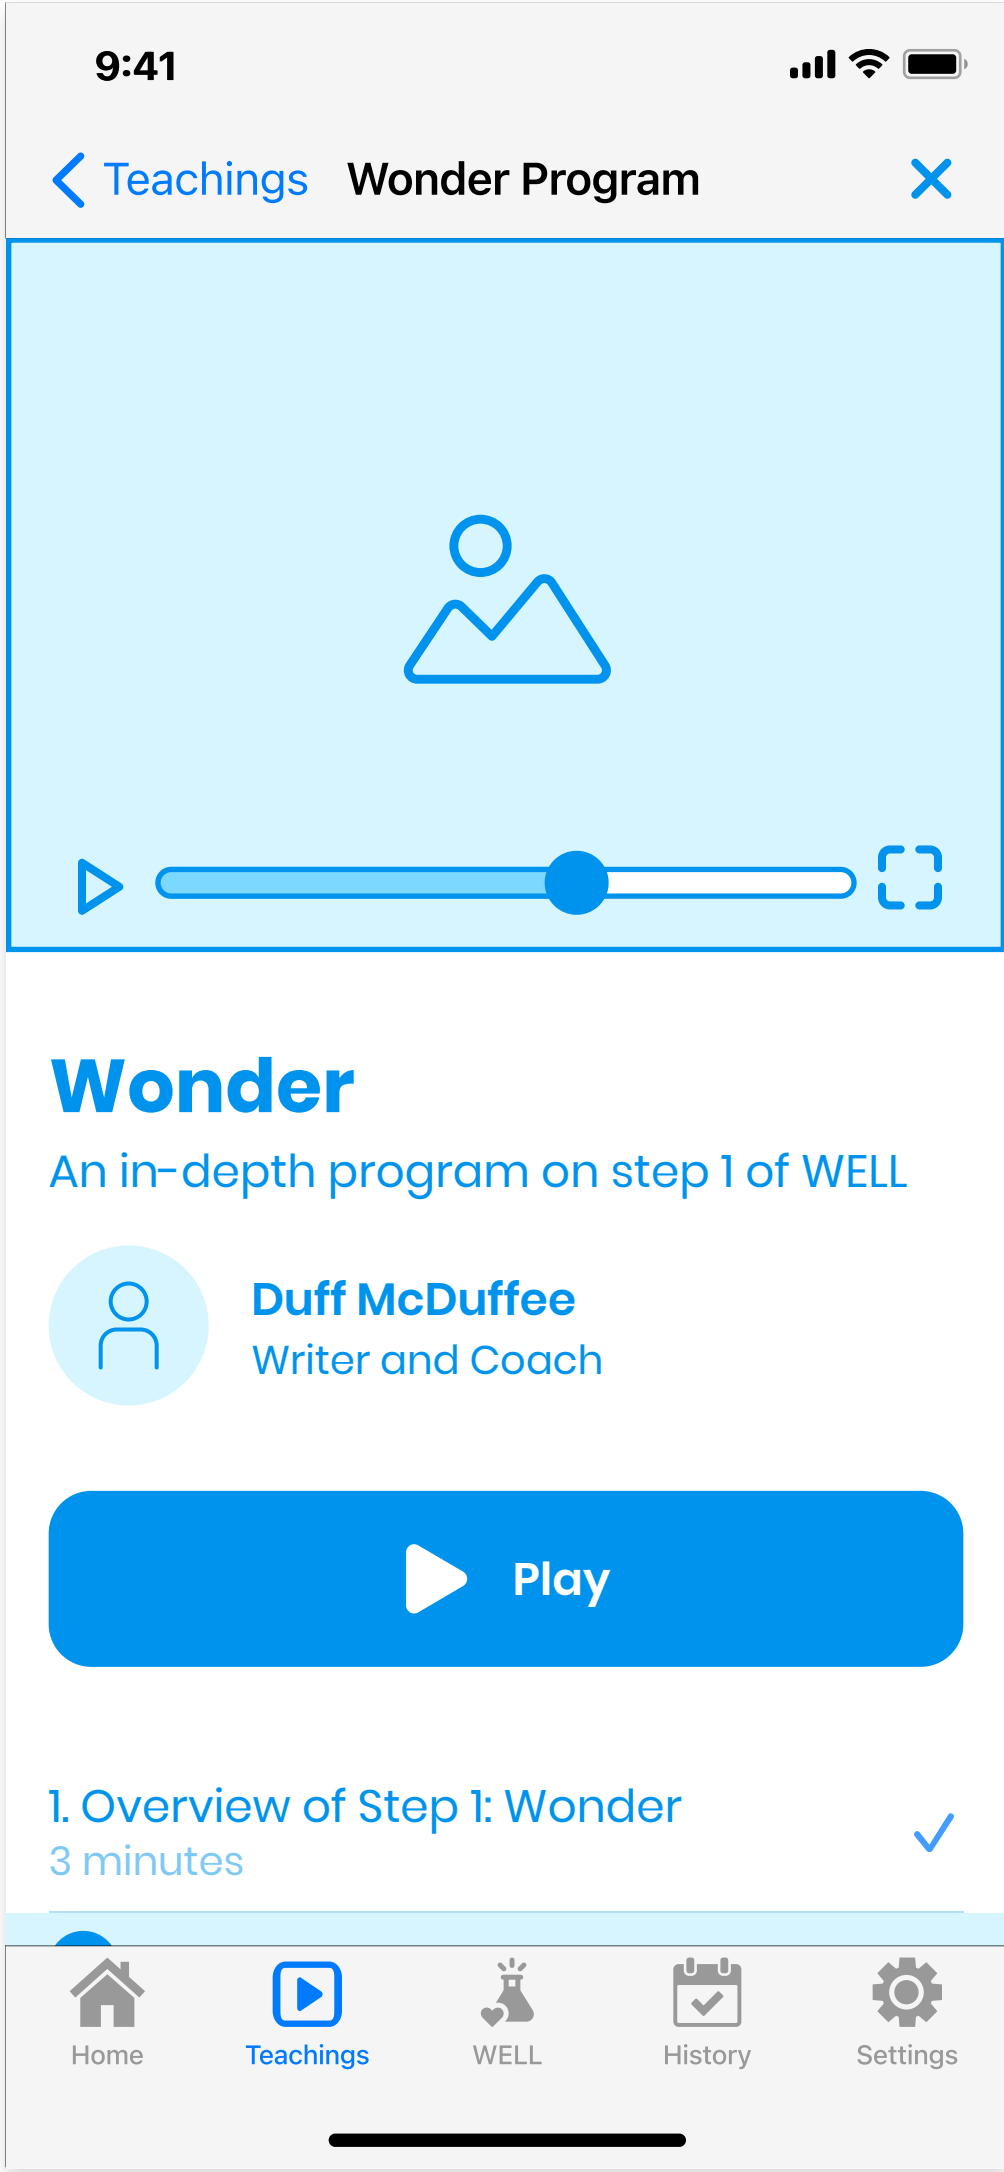 9:41
Teachings Wonder Program
Wonder
An in-depth program on step 1 of WELL
Duff McDuffee
Writer and Coach
Play
1. Overview of Step 1: Wonder
3 minutes
Home Teachings WELL History Settings